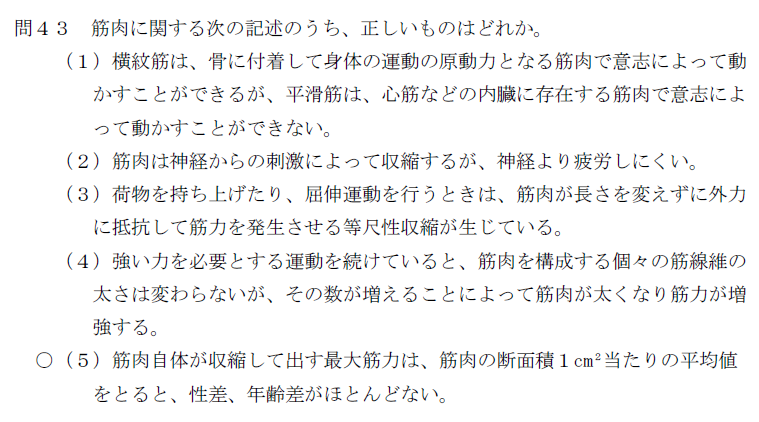 問４３　筋肉に関する次の記述のうち、正しいものはどれか。
（１）横紋筋は、骨に付着して身体の運動の原動力となる筋肉で意志によって動
かすことができるが、平滑筋は、心筋などの内臓に存在する筋肉で意志によ
って動かすことができない。
（２）筋肉は神経からの刺激によって収縮するが、神経より疲労しにくい。
（３）荷物を持ち上げたり、屈伸運動を行うときは、筋肉が長さを変えずに外力
に抵抗して筋力を発生させる等尺性収縮が生じている。
（４）強い力を必要とする運動を続けていると、筋肉を構成する個々の筋線維の
太さは変わらないが、その数が増えることによって筋肉が太くなり筋力が増
強する。
○（５）筋肉自体が収縮して出す最大筋力は、筋肉の断面積１cm²当たりの平均値
をとると、性差、年齢差がほとんどない。